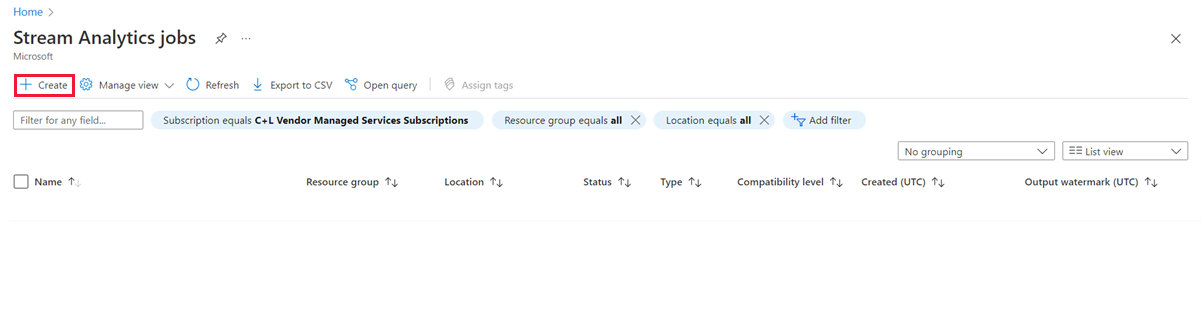 Home
Stream Analytics jobs
Microsoft
Create Manage view Refresh Export to CSV Open query Assign tags
Filter for any field... Subscription equals C+L Vendor Managed Services Subscriptions Resource group equals all Location equals all Add filter
No grouping List view
Name Resource group Location Status Type Compatibility level Created (UTC) Output watermark (UTC)